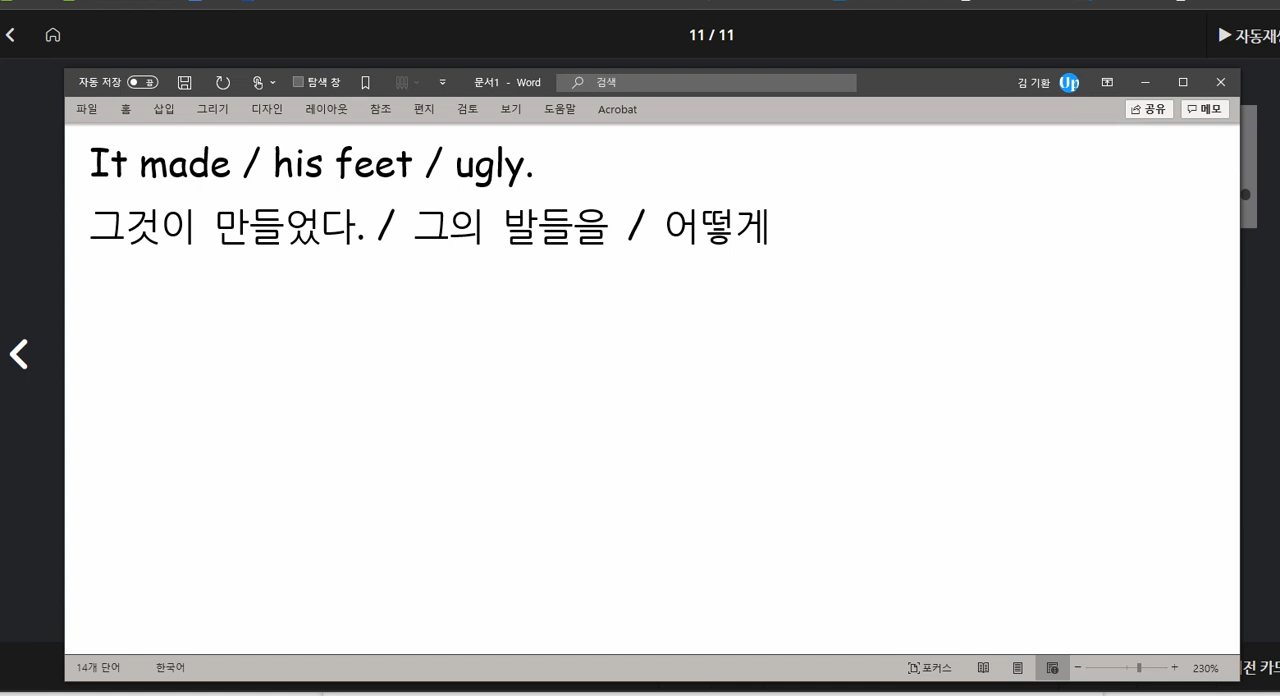 11 / 11
▶ 자동재생
자동 저장 끔 탐색 창 문서1 - Word 검색 김 기환 Up
파일 홈 삽입 그리기 디자인 레이아웃 참조 편지 검토 보기 도움말 Acrobat 공유 메모
It made / his feet / ugly.
그것이 만들었다. / 그의 발들을 / 어떻게
14개 단어 한국어 포커스 - + 230%